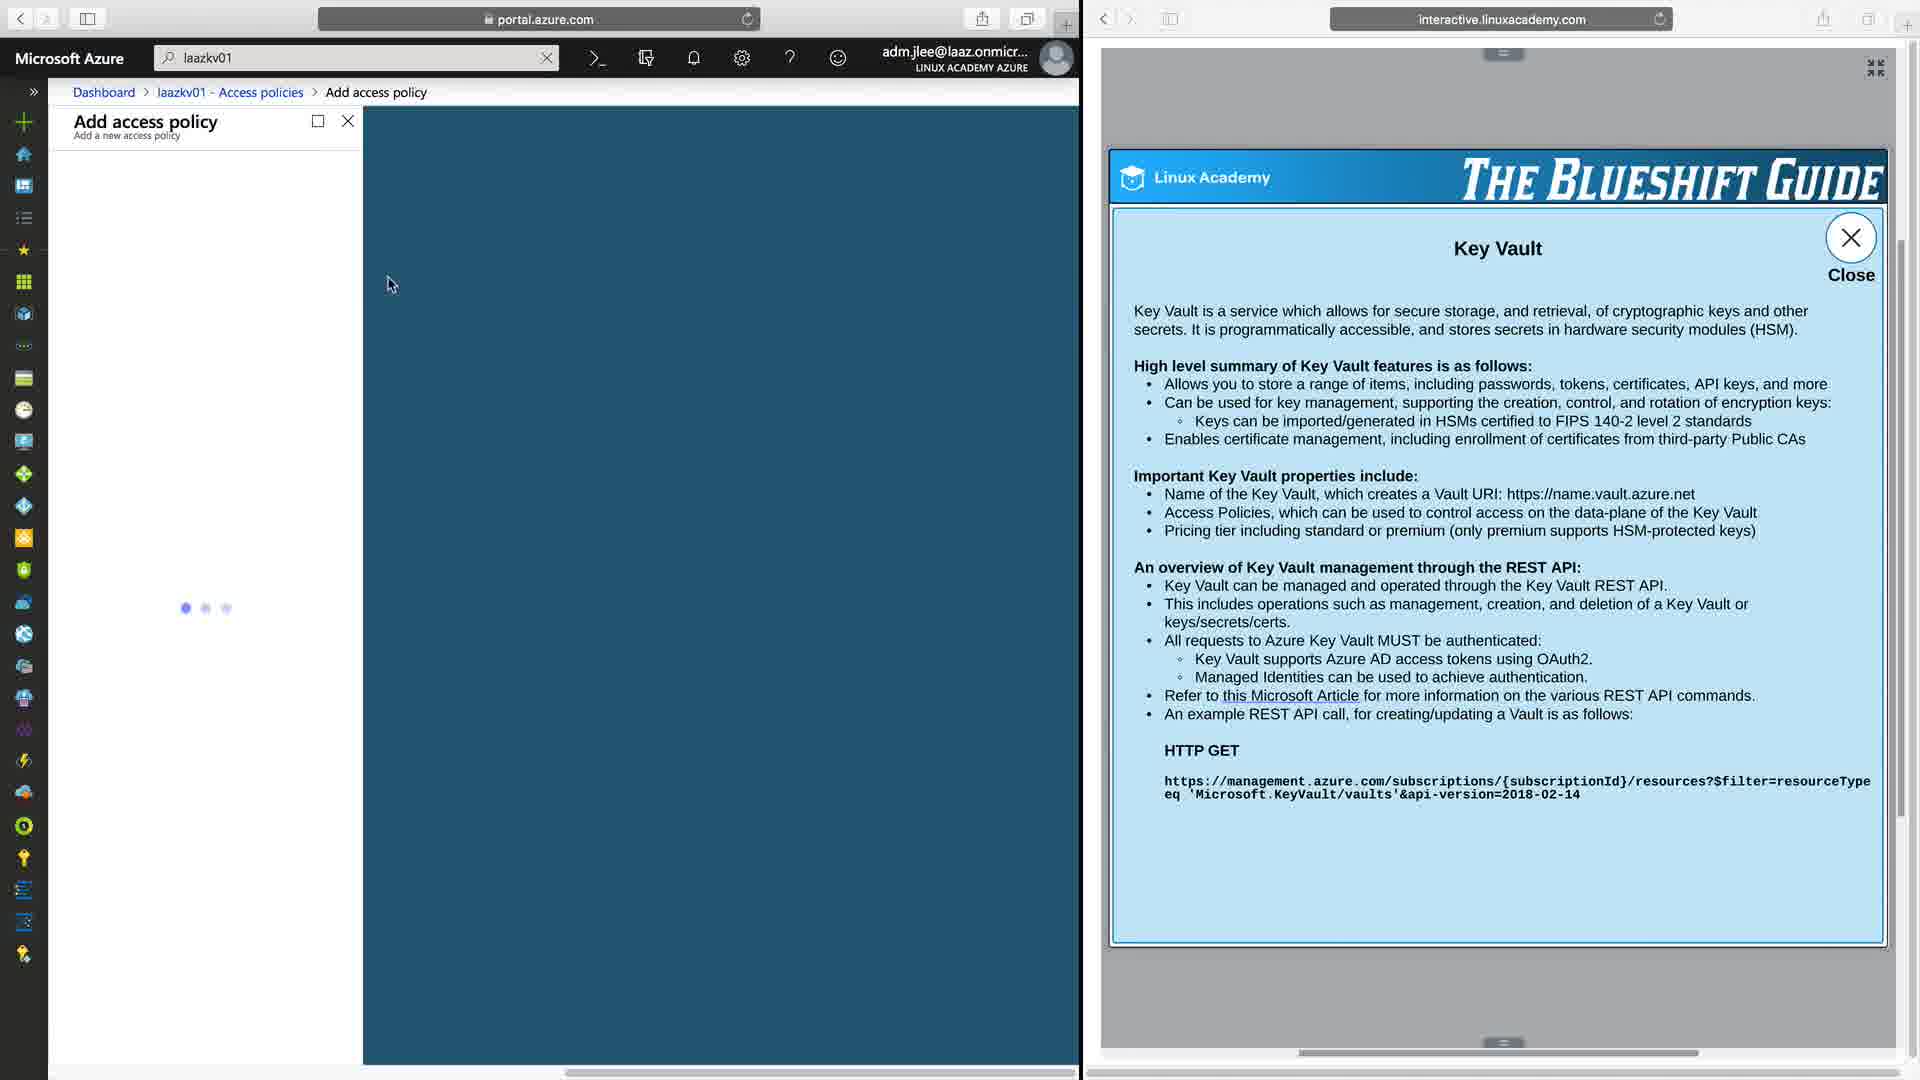 portal.azure.com
interactive.linuxacademy.com
Microsoft Azure
laazkv01
adm.jlee@laaz.onmicr...
LINUX ACADEMY AZURE
Dashboard > laazkv01 - Access policies > Add access policy
Add access policy
Add a new access policy
Linux Academy
THE BLUESHIFT GUIDE
Key Vault
Close
Key Vault is a service which allows for secure storage, and retrieval, of cryptographic keys and other
secrets. It is programmatically accessible, and stores secrets in hardware security modules (HSM).
High level summary of Key Vault features is as follows:
• Allows you to store a range of items, including passwords, tokens, certificates, API keys, and more
• Can be used for key management, supporting the creation, control, and rotation of encryption keys:
◦ Keys can be imported/generated in HSMs certified to FIPS 140-2 level 2 standards
• Enables certificate management, including enrollment of certificates from third-party Public CAs
Important Key Vault properties include:
• Name of the Key Vault, which creates a Vault URI: https://name.vault.azure.net
• Access Policies, which can be used to control access on the data-plane of the Key Vault
• Pricing tier including standard or premium (only premium supports HSM-protected keys)
An overview of Key Vault management through the REST API:
• Key Vault can be managed and operated through the Key Vault REST API.
• This includes operations such as management, creation, and deletion of a Key Vault or
keys/secrets/certs.
• All requests to Azure Key Vault MUST be authenticated:
◦ Key Vault supports Azure AD access tokens using OAuth2.
◦ Managed Identities can be used to achieve authentication.
• Refer to this Microsoft Article for more information on the various REST API commands.
• An example REST API call, for creating/updating a Vault is as follows:
HTTP GET
https://management.azure.com/subscriptions/{subscriptionId}/resources?$filter=resourceType
eq 'Microsoft.KeyVault/vaults'&api-version=2018-02-14